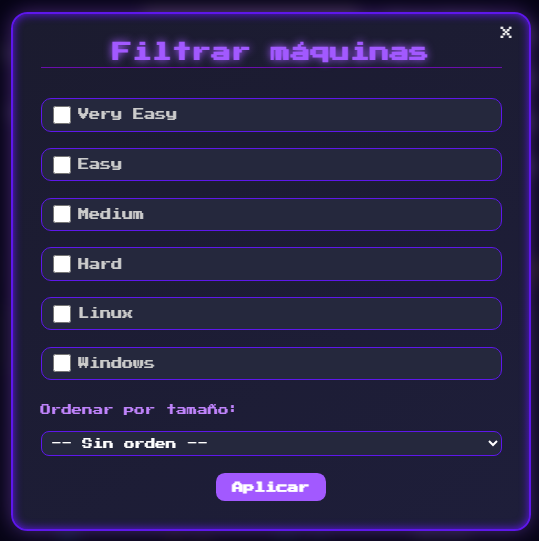 ×
Filtrar máquinas
Very Easy
Easy
Medium
Hard
Linux
Windows
Ordenar por tamaño:
-- Sin orden --
Aplicar